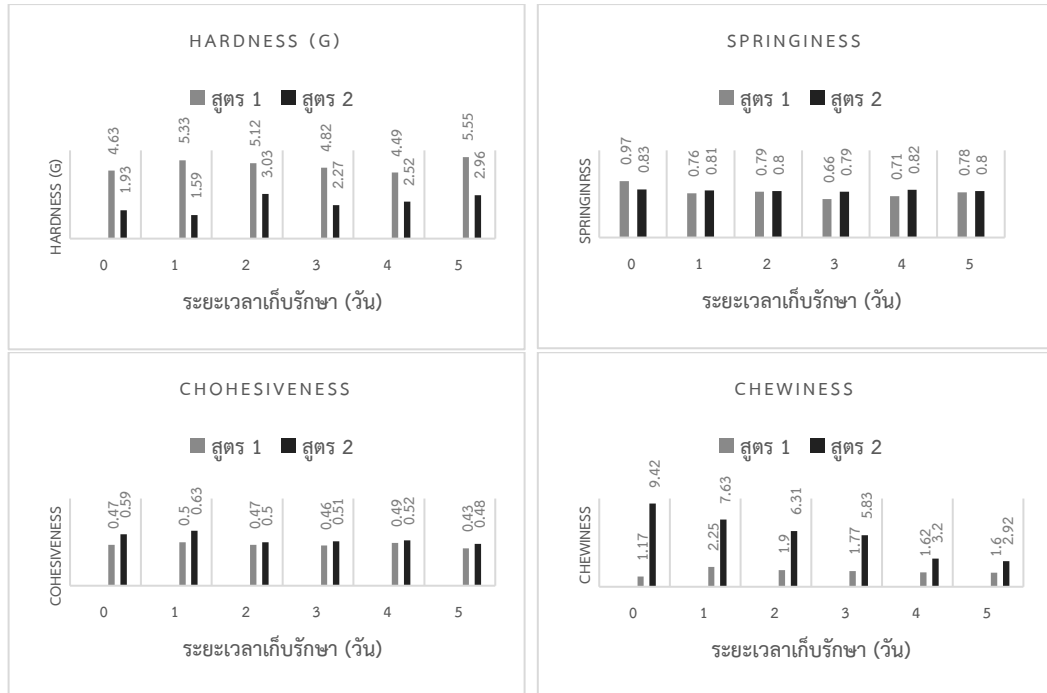 HARDNESS (G)
สูตร 1 สูตร 2
HARDNESS (G)
4.63 1.93 5.33 1.59 5.12 3.03 4.82 2.27 4.49 2.52 5.55 2.96
0 1 2 3 4 5
ระยะเวลาเก็บรักษา (วัน)
SPRINGINESS
สูตร 1 สูตร 2
SPRINGINRSS
0.97 0.83 0.76 0.81 0.79 0.8 0.66 0.79 0.71 0.82 0.78 0.8
0 1 2 3 4 5
ระยะเวลาเก็บรักษา (วัน)
CHOHESIVENESS
สูตร 1 สูตร 2
COHESIVENESS
0.47 0.59 0.5 0.63 0.47 0.5 0.46 0.51 0.49 0.52 0.43 0.48
0 1 2 3 4 5
ระยะเวลาเก็บรักษา (วัน)
CHEWINESS
สูตร 1 สูตร 2
CHEWINESS
1.17 9.42 2.25 7.63 1.9 6.31 1.77 5.83 1.62 3.2 1.6 2.92
0 1 2 3 4 5
ระยะเวลาเก็บรักษา (วัน)